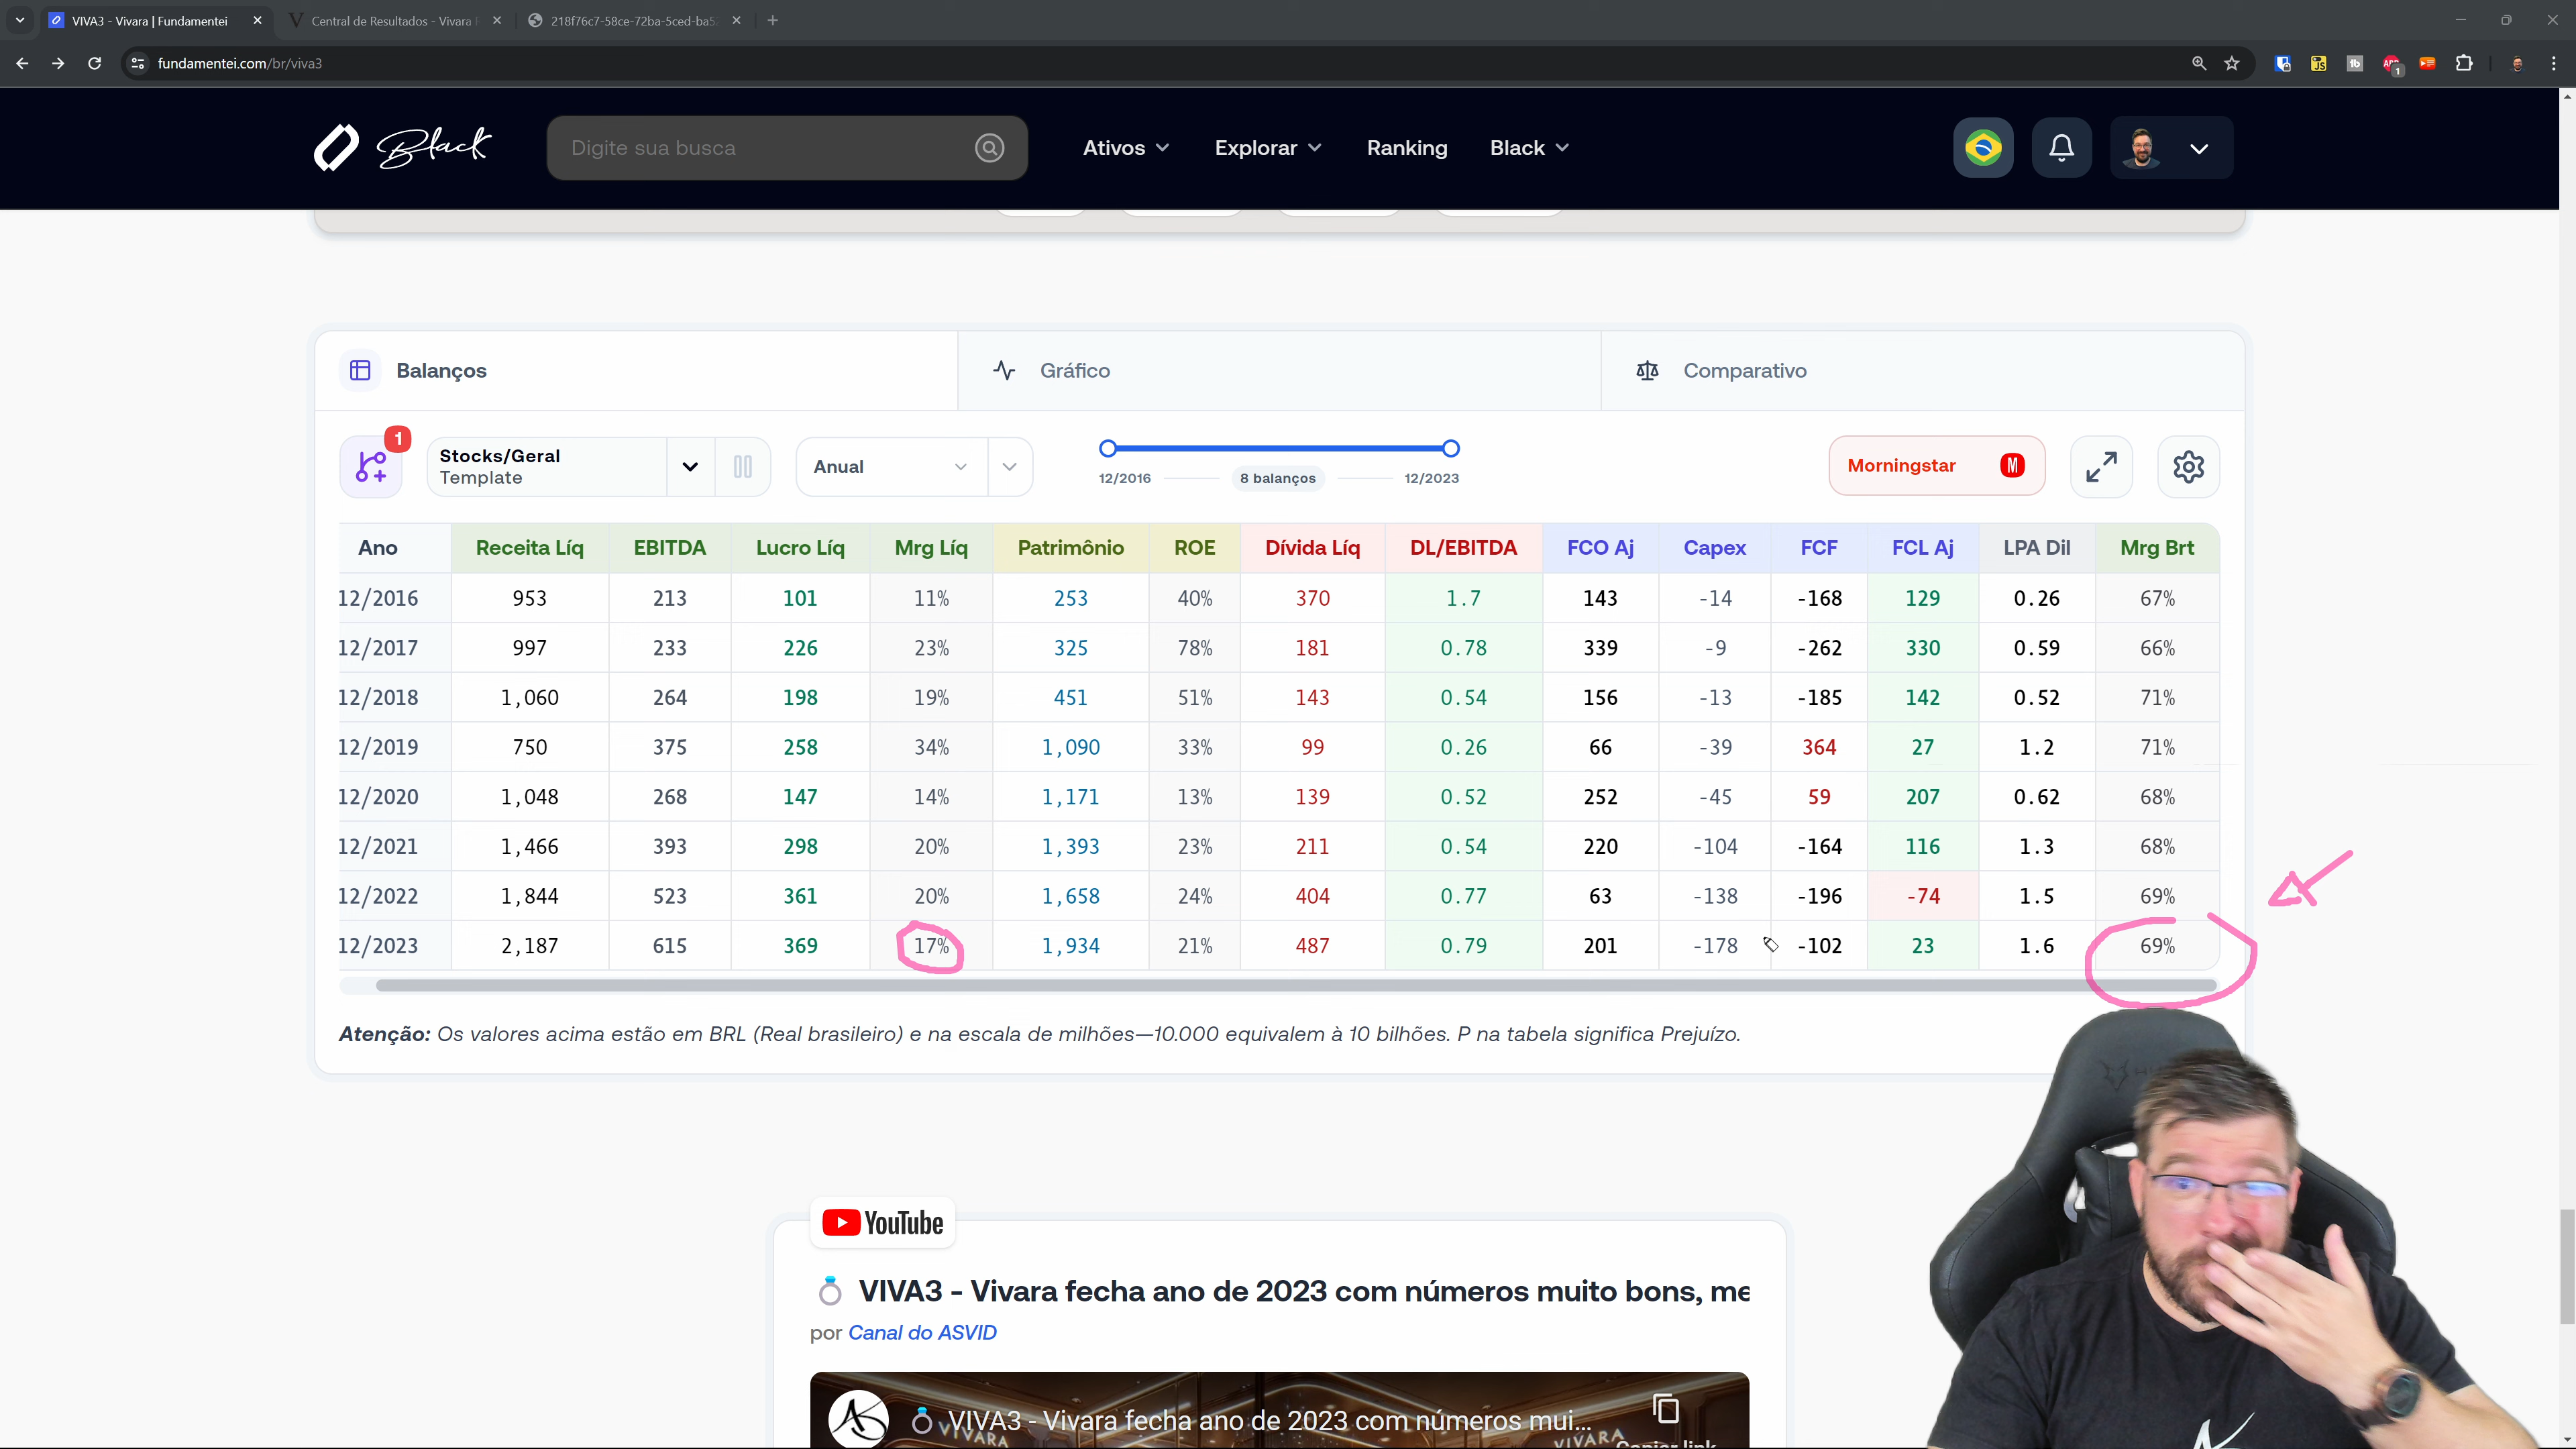 VIVA3 - Vivara | Fundamentei
Central de Resultados - Vivara
218f76c7-58ce-72ba-5ced-ba5
fundamentei.com/br/viva3
1
Black
Digite sua busca
Ativos
Explorar
Ranking
Black
Balanços
Gráfico
Comparativo
1
Stocks/Geral
Template
Anual
12/2016
8 balanços
12/2023
Morningstar M
Ano Receita Líq EBITDA Lucro Líq Mrg Líq Patrimônio ROE Dívida Líq DL/EBITDA FCO Aj Capex FCF FCL Aj LPA Dil Mrg Brt
12/2016 953 213 101 11% 253 40% 370 1.7 143 -14 -168 129 0.26 67%
12/2017 997 233 226 23% 325 78% 181 0.78 339 -9 -262 330 0.59 66%
12/2018 1,060 264 198 19% 451 51% 143 0.54 156 -13 -185 142 0.52 71%
12/2019 750 375 258 34% 1,090 33% 99 0.26 66 -39 364 27 1.2 71%
12/2020 1,048 268 147 14% 1,171 13% 139 0.52 252 -45 59 207 0.62 68%
12/2021 1,466 393 298 20% 1,393 23% 211 0.54 220 -104 -164 116 1.3 68%
12/2022 1,844 523 361 20% 1,658 24% 404 0.77 63 -138 -196 -74 1.5 69%
12/2023 2,187 615 369 17% 1,934 21% 487 0.79 201 -178 -102 23 1.6 69%
Atenção: Os valores acima estão em BRL (Real brasileiro) e na escala de milhões—10.000 equivalem à 10 bilhões. P na tabela significa Prejuízo.
YouTube
VIVA3 - Vivara fecha ano de 2023 com números muito bons, me
por Canal do ASVID
VIVA3 - Vivara fecha ano de 2023 com números mui...
VIVARA
VIVARA
Copiar link